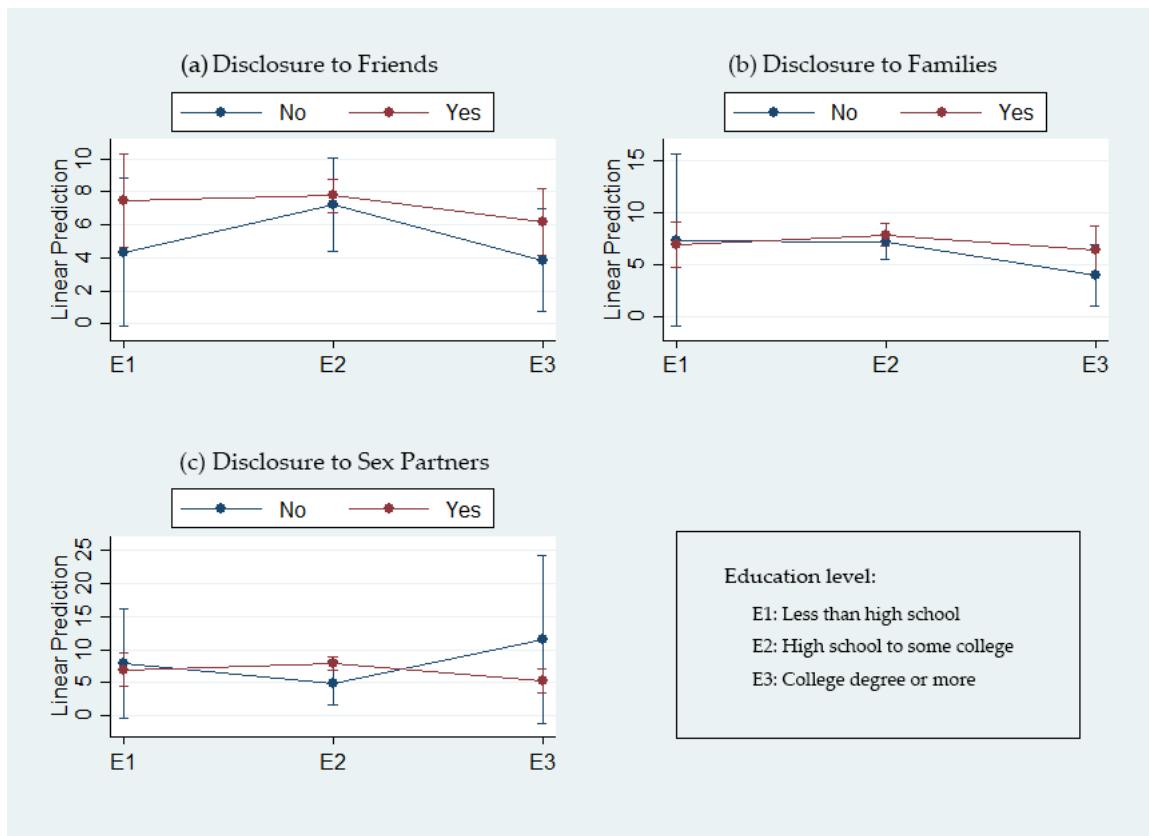 (a) Disclosure to Friends
No Yes
Linear Prediction
10
8
6
4
2
0
E1 E2 E3
(b) Disclosure to Families
No Yes
Linear Prediction
15
10
5
0
E1 E2 E3
(c) Disclosure to Sex Partners
No Yes
Linear Prediction
25
20
15
10
5
0
E1 E2 E3
Education level:
E1: Less than high school
E2: High school to some college
E3: College degree or more